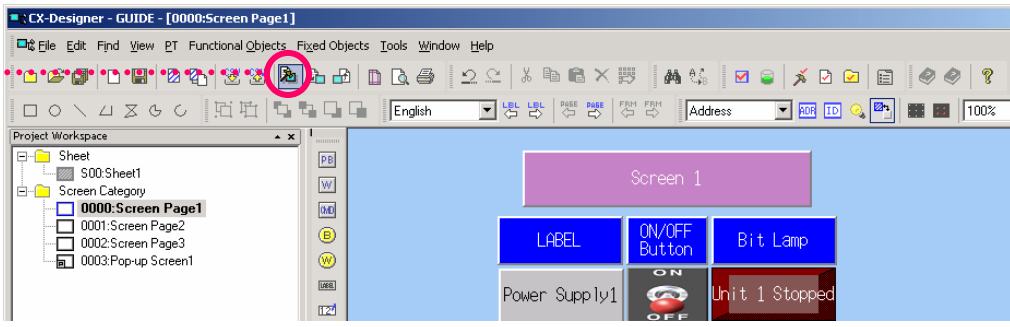 CX-Designer - GUIDE - [0000:Screen Page1]
File Edit Find View PT Functional Objects Fixed Objects Tools Window Help
English LBL LBL PAGE PAGE FRM FRM Address ADR ID 100%
Project Workspace
Sheet
S00:Sheet1
Screen Category
0000:Screen Page1
0001:Screen Page2
0002:Screen Page3
0003:Pop-up Screen1
PB
W
CMD
B
W
LABEL
123
Screen 1
LABEL
ON/OFF
Button
Bit Lamp
Power Supply1
ON
OFF
Unit 1 Stopped